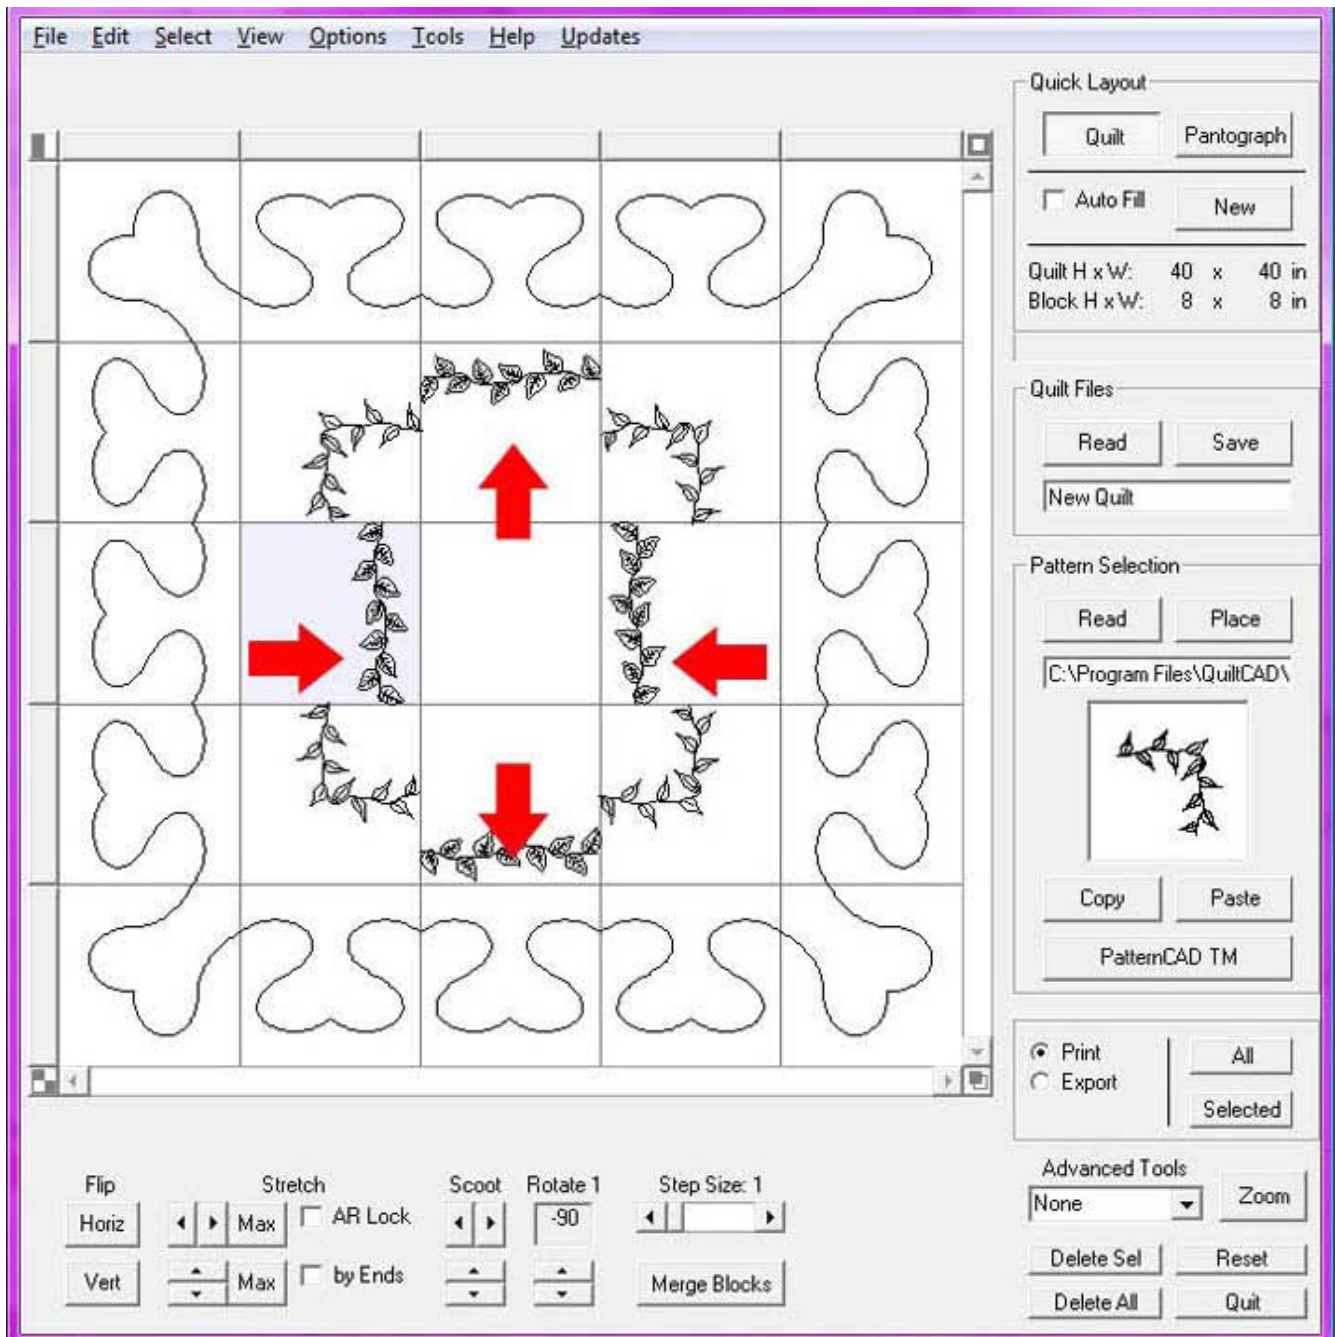 File Edit Select View Options Tools Help Updates
Quick Layout
Quilt Pantograph
Auto Fill New
Quilt H x W: 40 x 40 in
Block H x W: 8 x 8 in
Quilt Files
Read Save
New Quilt
Pattern Selection
Read Place
C:\Program Files\QuiltCAD\
Copy Paste
PatternCAD TM
Print All
Export
Selected
Flip Stretch Scoot Rotate 1 Step Size: 1
Horiz Max AR Lock -90
Vert Max by Ends Merge Blocks
Advanced Tools
None Zoom
Delete Sel Reset
Delete All Quit